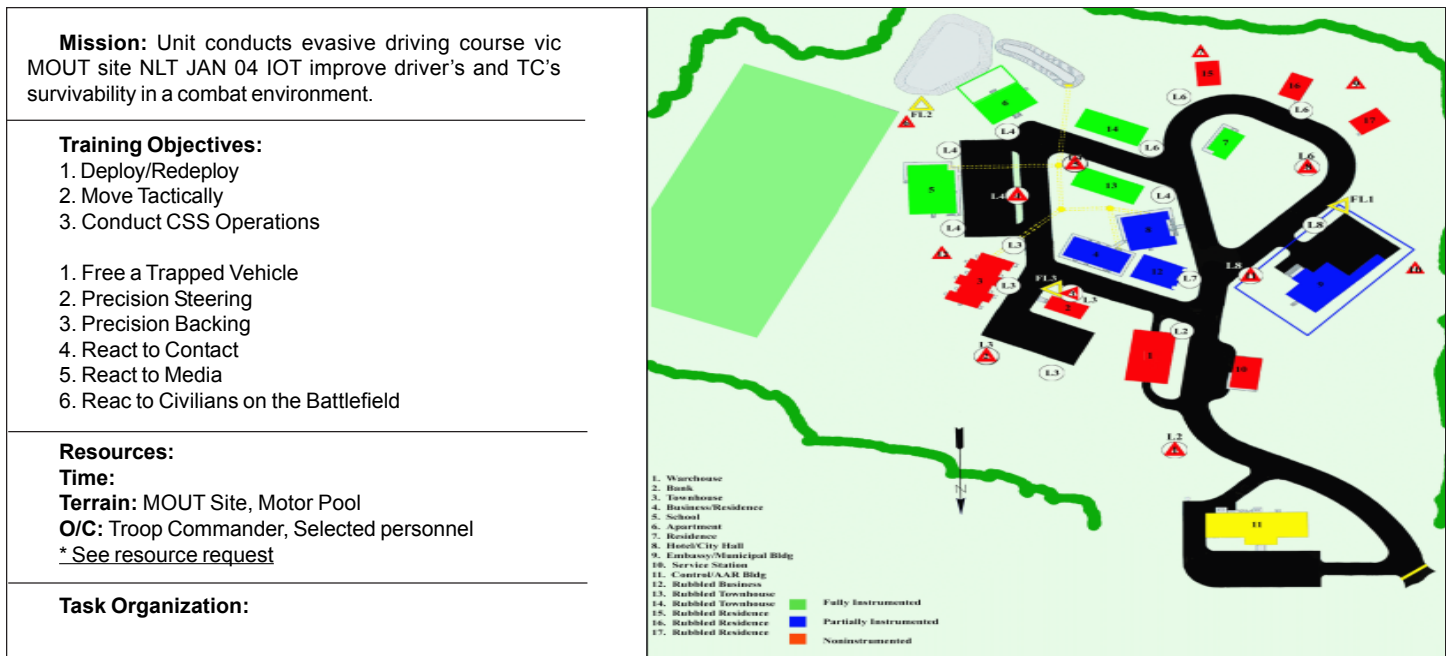 Mission: Unit conducts evasive driving course vic
MOUT site NLT JAN 04 IOT improve driver's and TC's
survivability in a combat environment.
Training Objectives:
1. Deploy/Redeploy
2. Move Tactically
3. Conduct CSS Operations
1. Free a Trapped Vehicle
2. Precision Steering
3. Precision Backing
4. React to Contact
5. React to Media
6. Reac to Civilians on the Battlefield
Resources:
Time:
Terrain: MOUT Site, Motor Pool
O/C: Troop Commander, Selected personnel
* See resource request
Task Organization:
15
16
17
L6
L6
6
FL2
L4
14
L6
7
L6
L4
5
L4
13
L4
FL1
L4
L3
8
L8
4
12
L7
L8
3
L3
FL3
L3
2
9
L2
1
10
L3
L3
L2
N
11
1. Warehouse
2. Bank
3. Townhouse
4. Business/Residence
5. School
6. Apartment
7. Residence
8. Hotel/City Hall
9. Embassy/Municipal Bldg
10. Service Station
11. Control/AAR Bldg
12. Rubbled Business
13. Rubbled Townhouse
14. Rubbled Townhouse
15. Rubbled Residence
16. Rubbled Residence
17. Rubbled Residence
Fully Instrumented
Partially Instrumented
Noninstramented